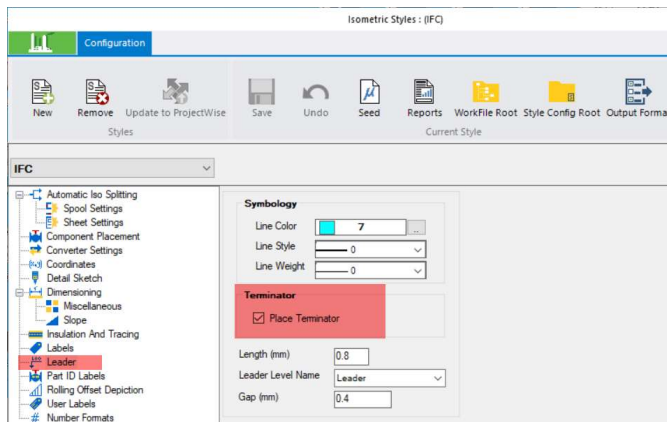 Isometric Styles : (IFC)
Configuration
New Remove Update to ProjectWise Save Undo Seed Reports WorkFile Root Style Config Root Output Forma
Styles Current Style
IFC
Automatic Iso Splitting
Spool Settings
Sheet Settings
Component Placement
Converter Settings
Coordinates
Detail Sketch
Dimensioning
Miscellaneous
Slope
Insulation And Tracing
Labels
Leader
Part ID Labels
Rolling Offset Depiction
User Labels
# Number Formats
Symbology
Line Color 7 ...
Line Style 0
Line Weight 0
Terminator
Place Terminator
Length (mm) 0.8
Leader Level Name Leader
Gap (mm) 0.4